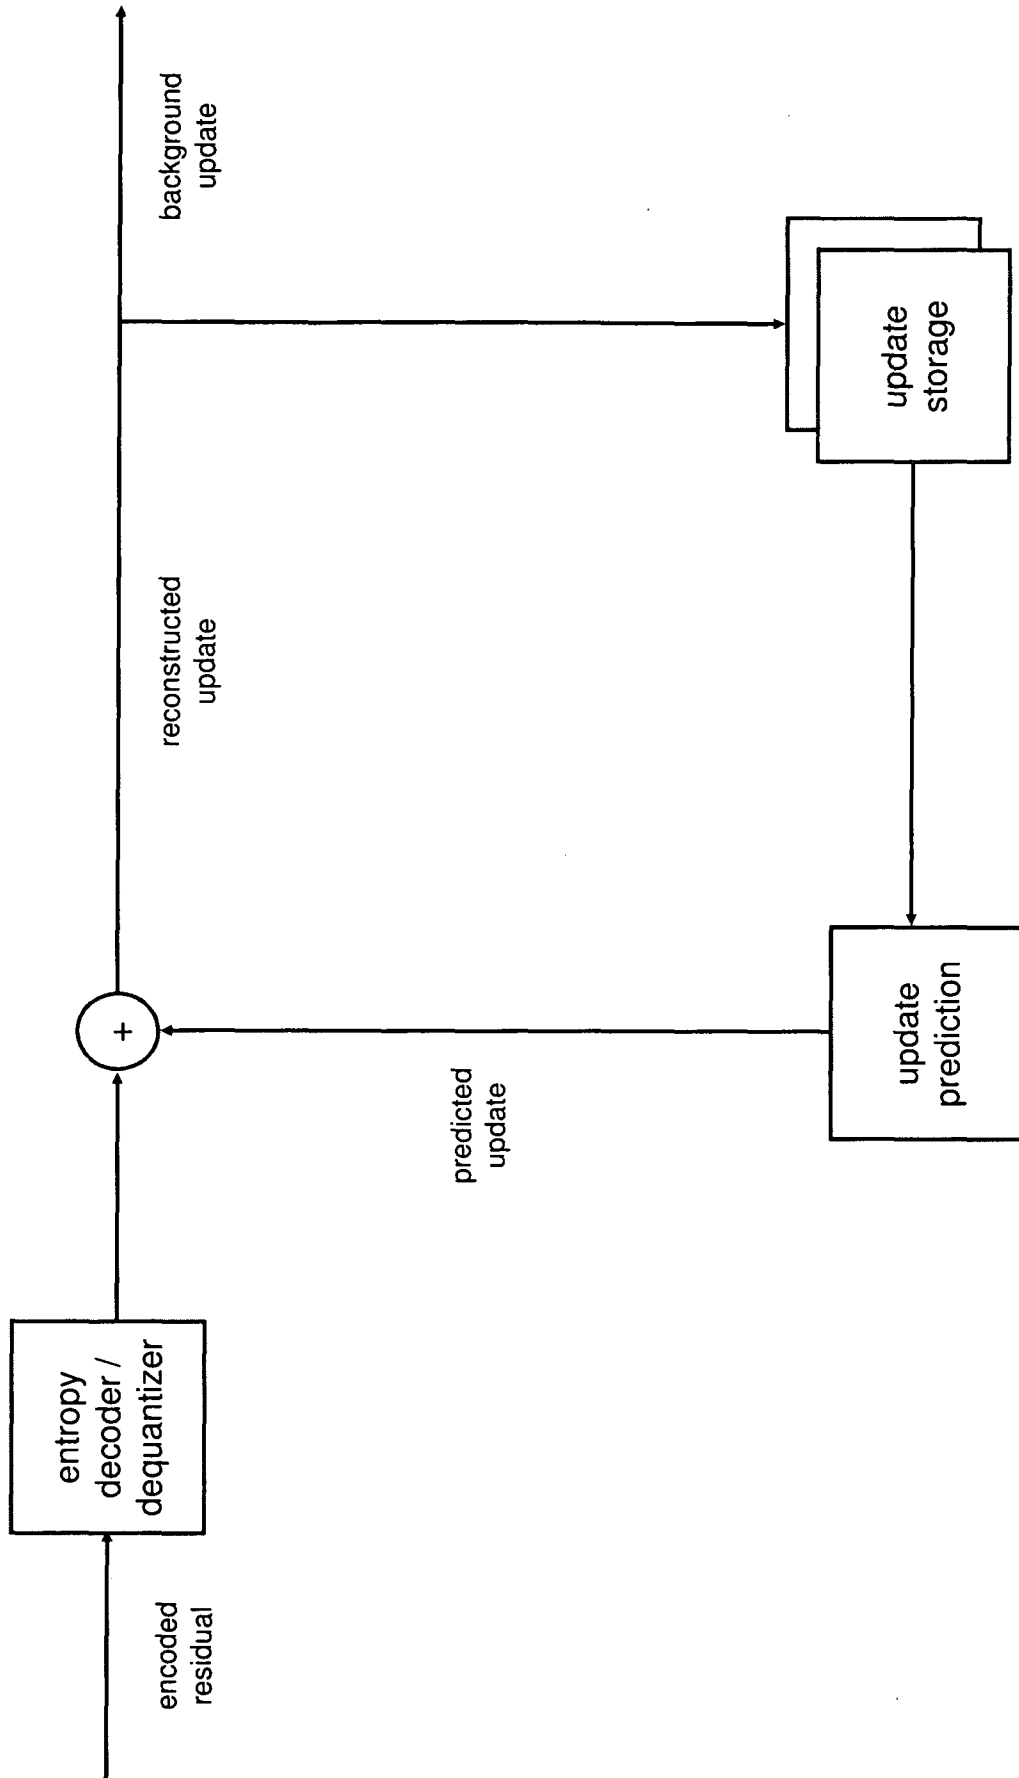 encoded
residual
entropy
decoder /
dequantizer
+
reconstructed
update
background
update
predicted
update
update
prediction
update
storage